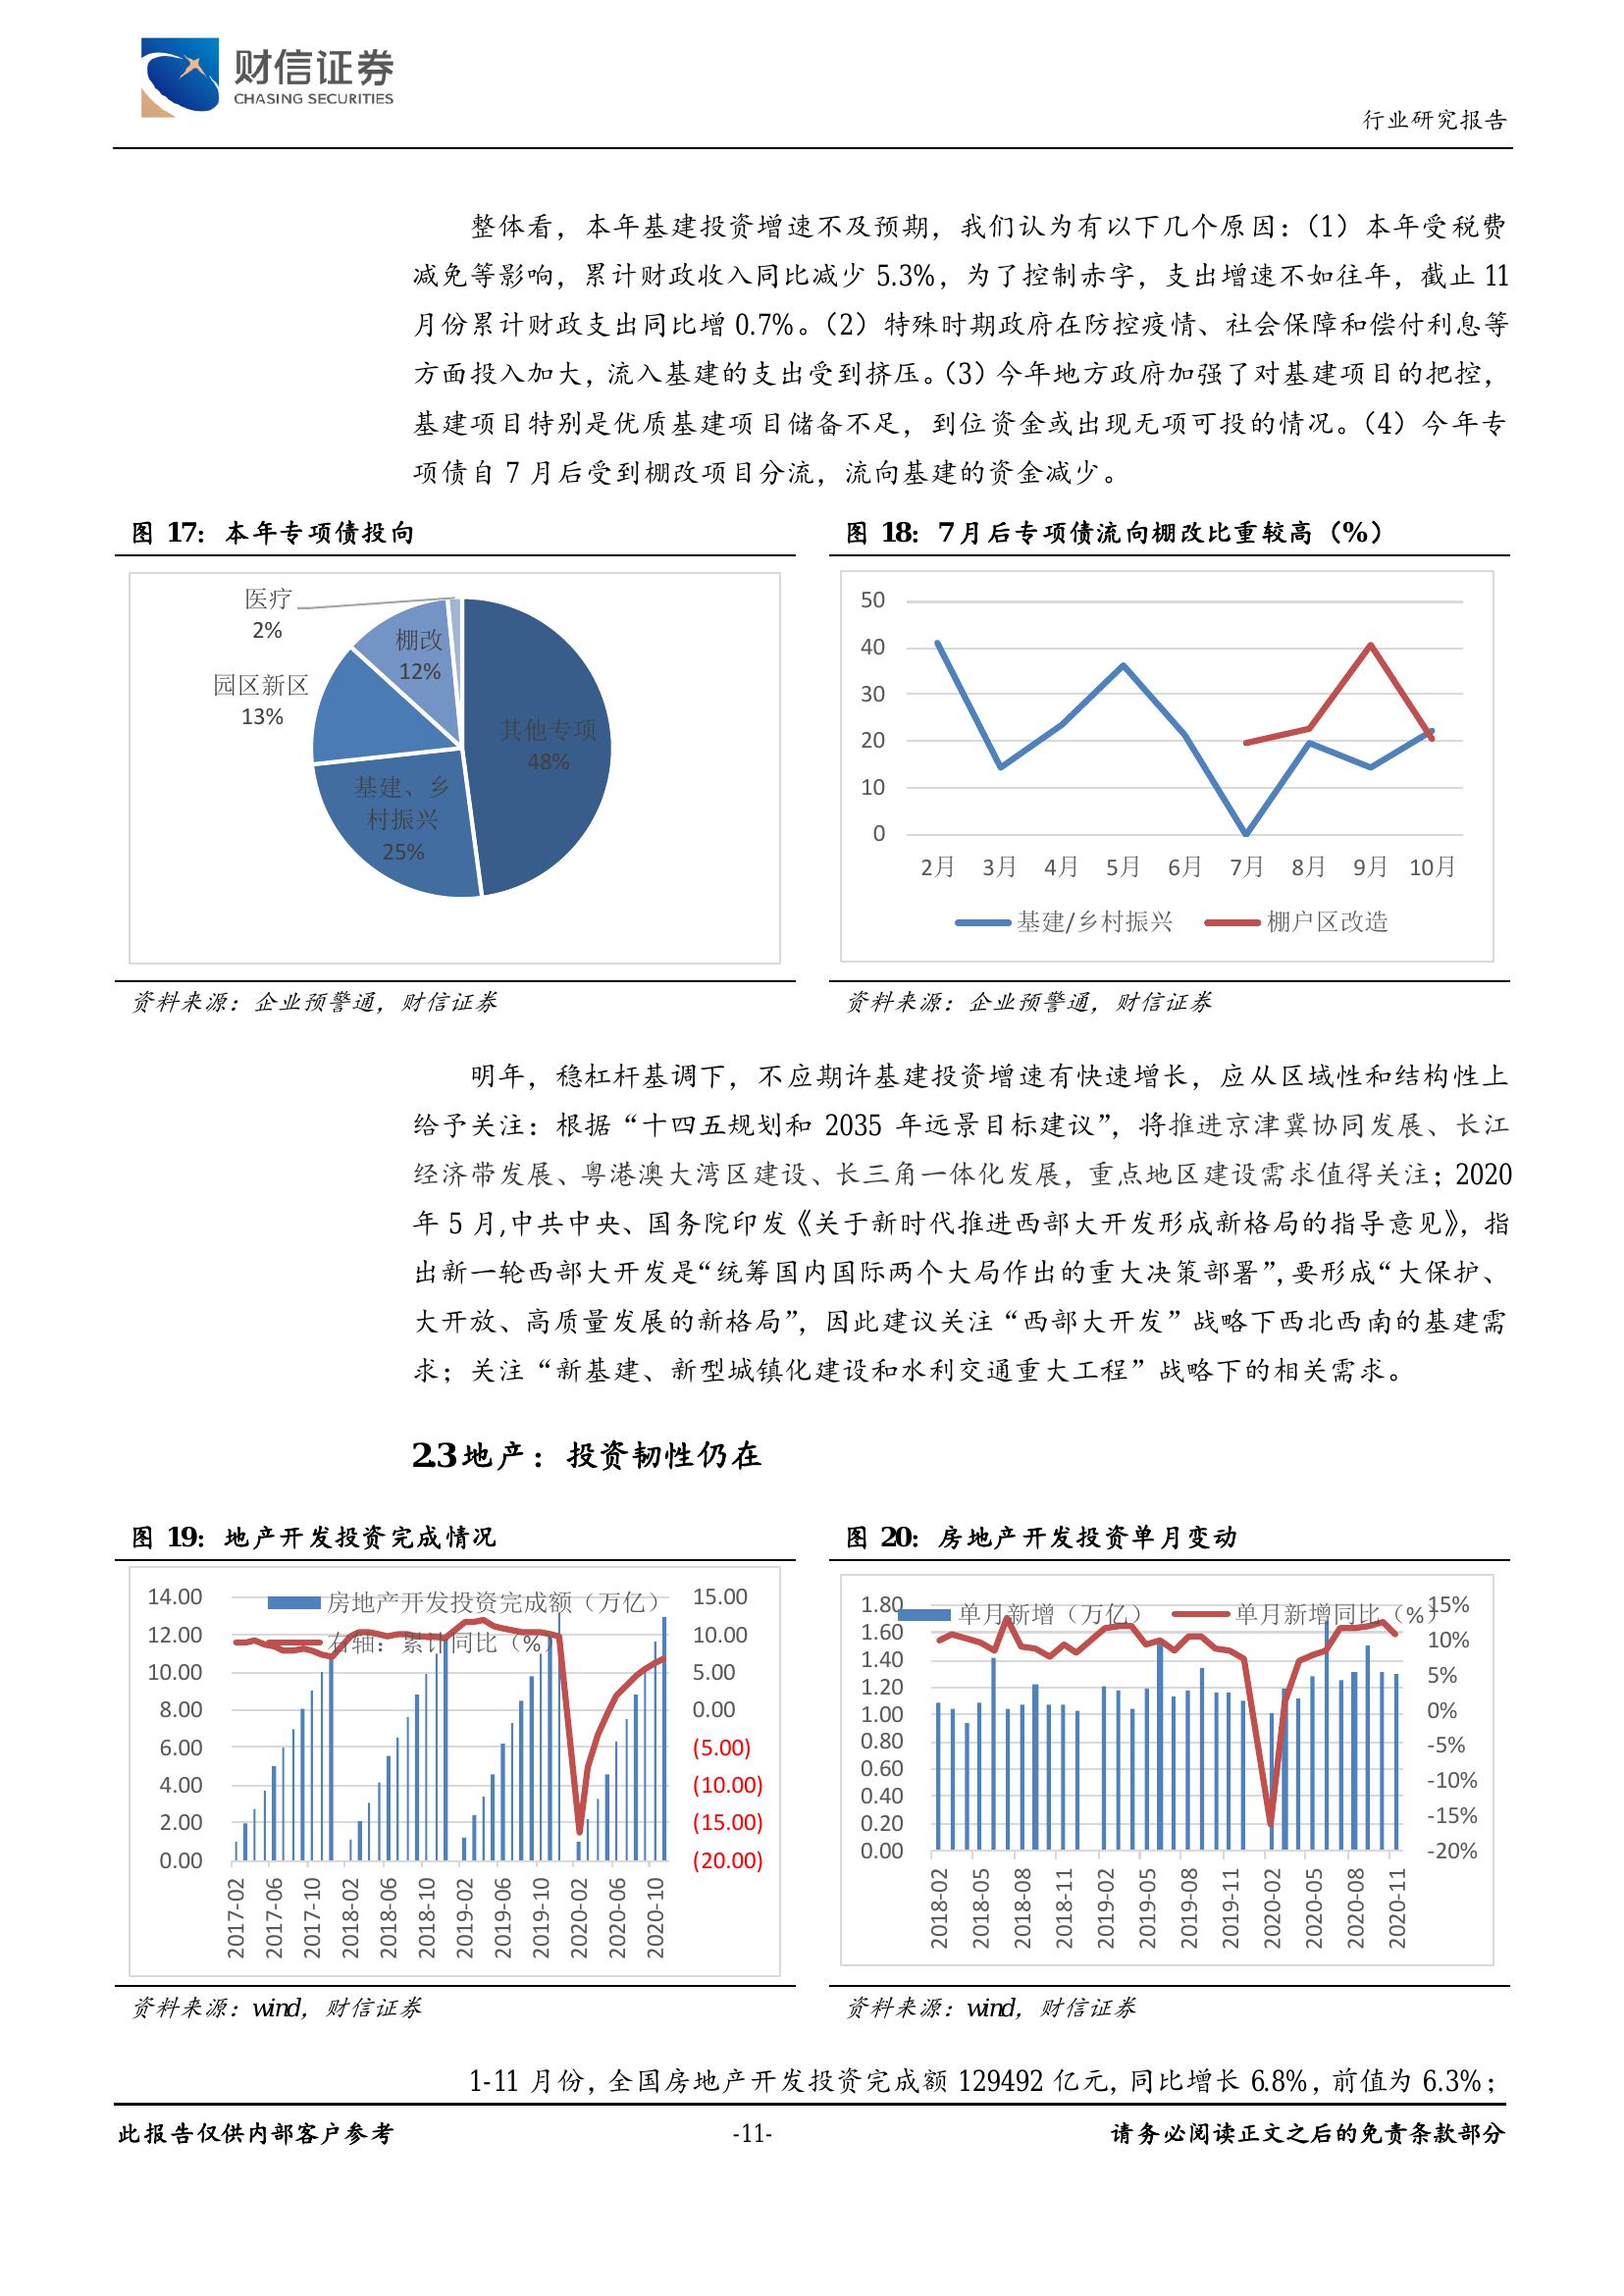 财信证券
CHASING SECURITIES
行业研究报告
整体看，本年基建投资增速不及预期，我们认为有以下几个原因：（1）本年受税费
减免等影响，累计财政收入同比减少 5.3%，为了控制赤字，支出增速不如往年，截止 11
月份累计财政支出同比增 0.7%。（2）特殊时期政府在防控疫情、社会保障和偿付利息等
方面投入加大，流入基建的支出受到挤压。（3）今年地方政府加强了对基建项目的把控，
基建项目特别是优质基建项目储备不足，到位资金或出现无项可投的情况。（4）今年专
项债自 7 月后受到棚改项目分流，流向基建的资金减少。
图 17：本年专项债投向
医疗
2%
棚改
12%
园区新区
13%
其他专项
48%
基建、乡
村振兴
25%
资料来源：企业预警通，财信证券
图 18：7月后专项债流向棚改比重较高（%）
50
40
30
20
10
0
2月 3月 4月 5月 6月 7月 8月 9月 10月
基建/乡村振兴 棚户区改造
资料来源：企业预警通，财信证券
明年，稳杠杆基调下，不应期许基建投资增速有快速增长，应从区域性和结构性上
给予关注：根据“十四五规划和 2035 年远景目标建议”，将推进京津冀协同发展、长江
经济带发展、粤港澳大湾区建设、长三角一体化发展，重点地区建设需求值得关注；2020
年 5 月,中共中央、国务院印发《关于新时代推进西部大开发形成新格局的指导意见》，指
出新一轮西部大开发是“统筹国内国际两个大局作出的重大决策部署”，要形成“大保护、
大开放、高质量发展的新格局”，因此建议关注“西部大开发”战略下西北西南的基建需
求；关注“新基建、新型城镇化建设和水利交通重大工程”战略下的相关需求。
2.3 地产：投资韧性仍在
图 19：地产开发投资完成情况
房地产开发投资完成额（万亿）
右轴：累计同比（%）
14.00
12.00
10.00
8.00
6.00
4.00
2.00
0.00
15.00
10.00
5.00
0.00
(5.00)
(10.00)
(15.00)
(20.00)
2017-02 2017-06 2017-10 2018-02 2018-06 2018-10 2019-02 2019-06 2019-10 2020-02 2020-06 2020-10
资料来源：wind，财信证券
图 20：房地产开发投资单月变动
单月新增（万亿） 单月新增同比（%）
1.80
1.60
1.40
1.20
1.00
0.80
0.60
0.40
0.20
0.00
15%
10%
5%
0%
-5%
-10%
-15%
-20%
2018-02 2018-05 2018-08 2018-11 2019-02 2019-05 2019-08 2019-11 2020-02 2020-05 2020-08 2020-11
资料来源：wind，财信证券
1-11 月份，全国房地产开发投资完成额 129492 亿元，同比增长 6.8%，前值为 6.3%；
此报告仅供内部客户参考
-11-
请务必阅读正文之后的免责条款部分